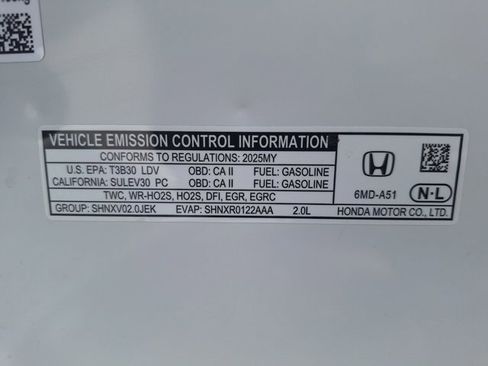 VEHICLE EMISSION CONTROL INFORMATION
CONFORMS TO REGULATIONS: 2025MY
U.S. EPA: T3B30 LDV OBD: CA II FUEL: GASOLINE
CALIFORNIA: SULEV30 PC OBD: CA II FUEL: GASOLINE
TWC, WR-HO2S, HO2S, DFI, EGR, EGRC
GROUP: SHNXV02.0JEK EVAP: SHNXR0122AAA 2.0L
6MD-A51 N-L
HONDA MOTOR CO., LTD.